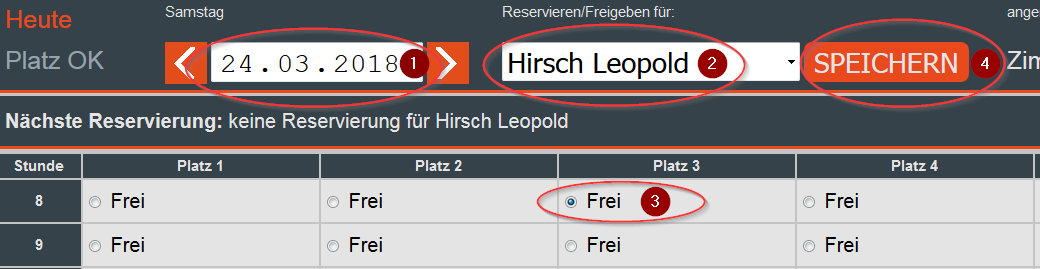 Heute Samstag Reservieren/Freigeben für: ange
Platz OK 24.03.2018 1 Hirsch Leopold 2 SPEICHERN 4 Zim
Nächste Reservierung: keine Reservierung für Hirsch Leopold
Stunde Platz 1 Platz 2 Platz 3 Platz 4
8 Frei Frei Frei 3 Frei
9 Frei Frei Frei Frei